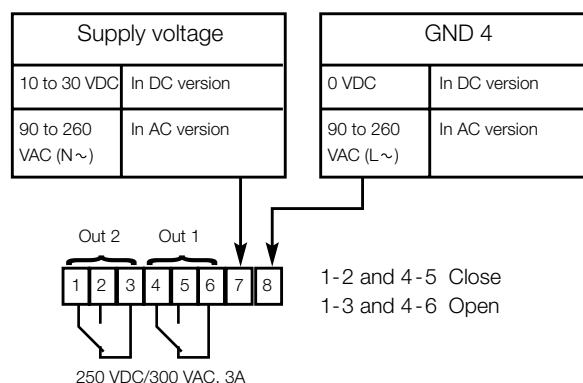 Supply voltage
10 to 30 VDC In DC version
90 to 260 In AC version
VAC (N~)
GND 4
0 VDC In DC version
90 to 260 In AC version
VAC (L~)
Out 2 Out 1
1 2 3 4 5 6 7 8
1-2 and 4-5 Close
1-3 and 4-6 Open
250 VDC/300 VAC. 3A